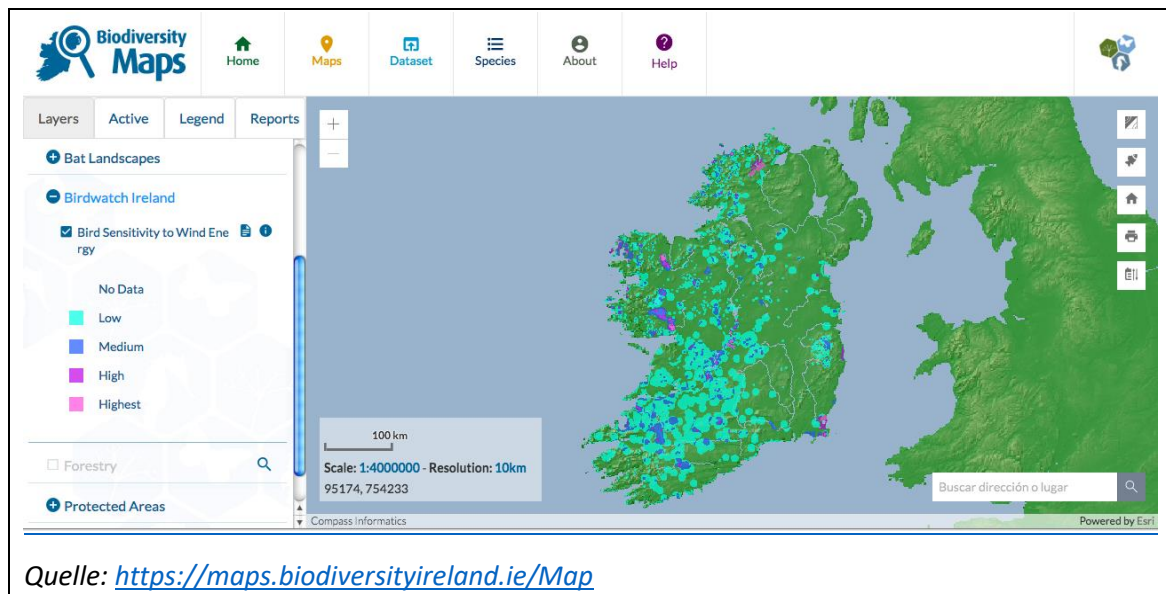 Biodiversity
Maps
Home
Maps
Dataset
Species
About
Help
Layers
Active
Legend
Reports
Bat Landscapes
Birdwatch Ireland
Bird Sensitivity to Wind Ene
rgy
No Data
Low
Medium
High
Highest
Forestry
Protected Areas
100 km
Scale: 1:4000000 - Resolution: 10km
95174, 754233
Buscar dirección o lugar
Compass Informatics
Powered by Esri
Quelle: https://maps.biodiversityireland.ie/Map